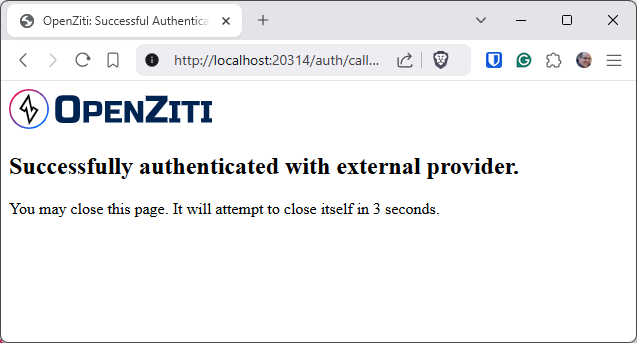 OpenZiti: Successful Authentica
http://localhost:20314/auth/call...
OPENZITI
Successfully authenticated with external provider.
You may close this page. It will attempt to close itself in 3 seconds.